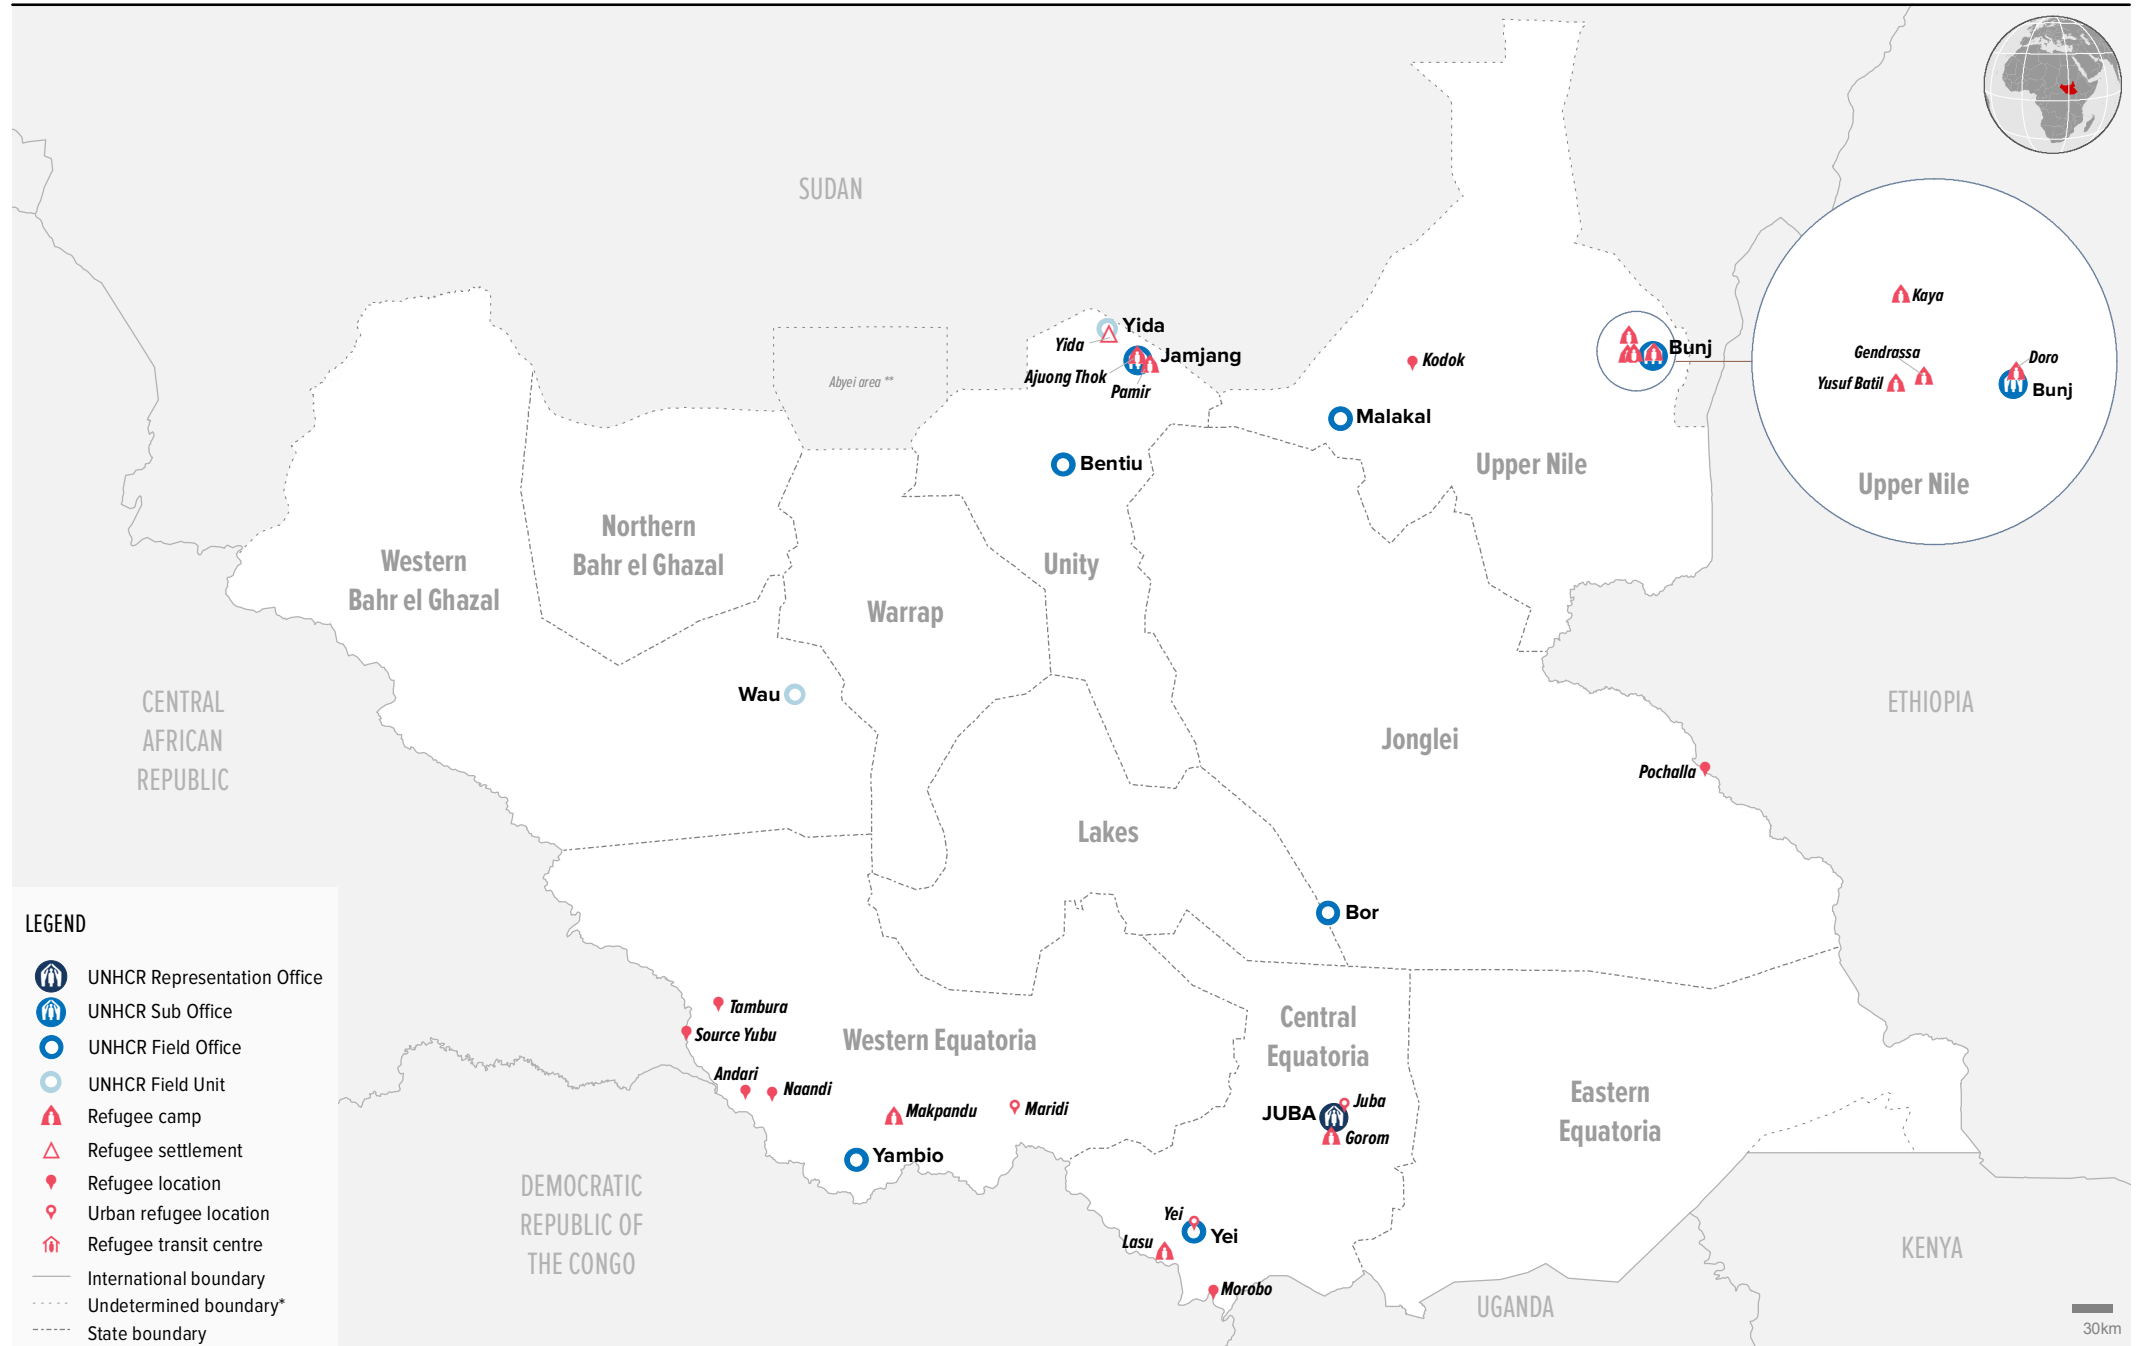 SUDAN
Yida
Yida
Jamjang
Ajuong Thok
Pamir
Abyei area **
Kodok
Malakal
Bunj
Kaya
Gendrassa
Doro
Yusuf Batil
Bunj
Upper Nile
Bentiu
Upper Nile
Northern
Bahr el Ghazal
Western
Bahr el Ghazal
Unity
Warrap
Wau
CENTRAL
AFRICAN
REPUBLIC
ETHIOPIA
Jonglei
Pochalla
Lakes
Bor
LEGEND
UNHCR Representation Office
UNHCR Sub Office
UNHCR Field Office
UNHCR Field Unit
Refugee camp
Refugee settlement
Refugee location
Urban refugee location
Refugee transit centre
International boundary
Undetermined boundary*
State boundary
Tambura
Source Yubu
Western Equatoria
Andari
Naandi
Makpandu
Maridi
Yambio
Central
Equatoria
Juba
JUBA
Gorom
Eastern
Equatoria
DEMOCRATIC
REPUBLIC OF
THE CONGO
Yei
Yei
Lasu
Morobo
UGANDA
KENYA
30km